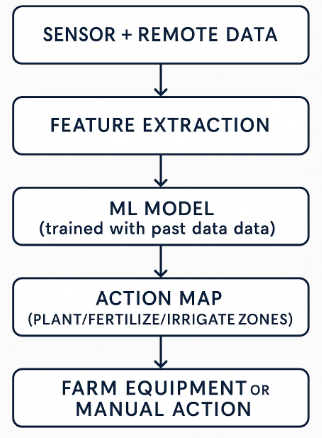 SENSOR + REMOTE DATA
FEATURE EXTRACTION
ML MODEL
(trained with past data data)
ACTION MAP
(PLANT/FERTILIZE/IRRIGATE ZONES)
FARM EQUIPMENT OR
MANUAL ACTION